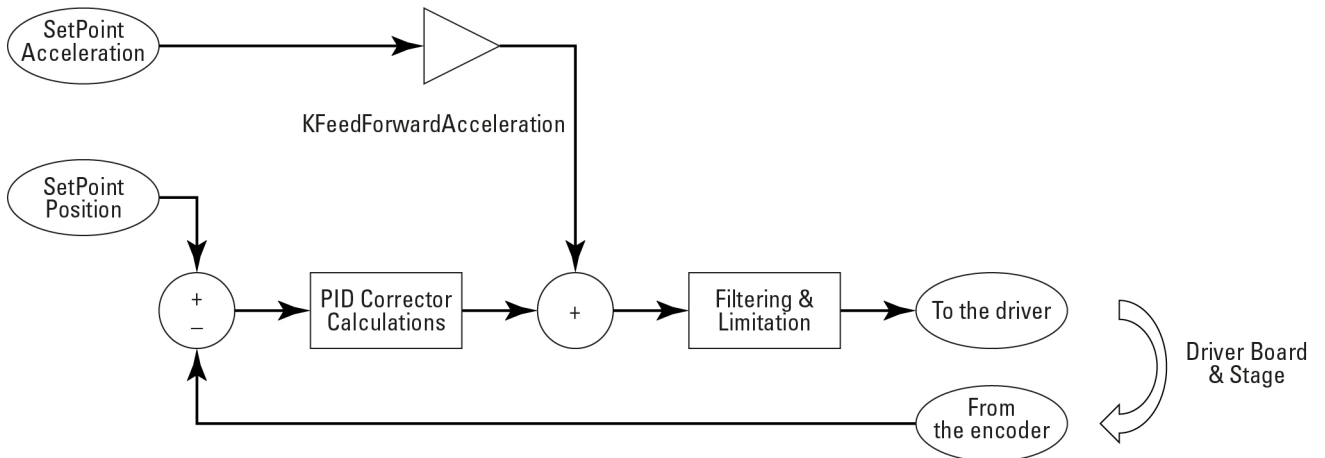 SetPoint
Acceleration
KFeedForwardAcceleration
SetPoint
Position
+
–
PID Corrector
Calculations
+
Filtering &
Limitation
To the driver
Driver Board
& Stage
From
the encoder